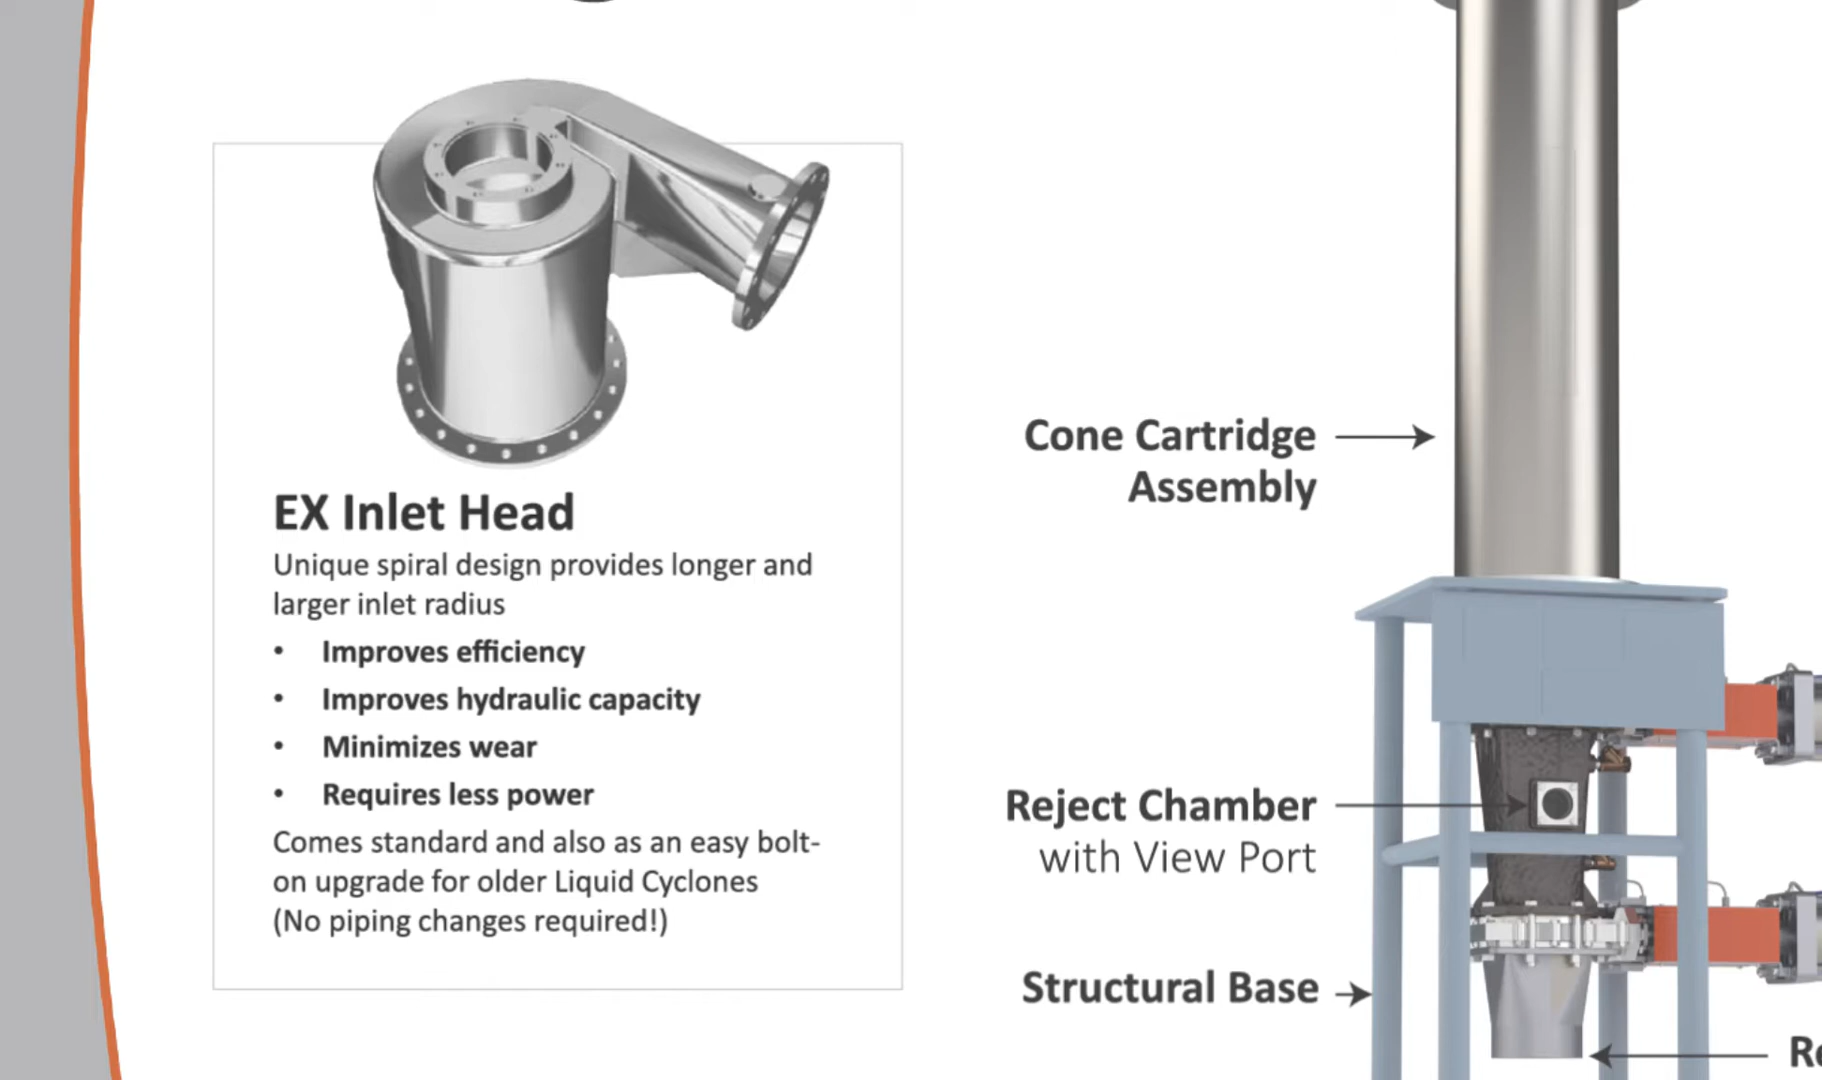 EX Inlet Head
Unique spiral design provides longer and
larger inlet radius
• Improves efficiency
• Improves hydraulic capacity
• Minimizes wear
• Requires less power
Comes standard and also as an easy bolt-
on upgrade for older Liquid Cyclones
(No piping changes required!)
Cone Cartridge
Assembly
Reject Chamber
with View Port
Structural Base